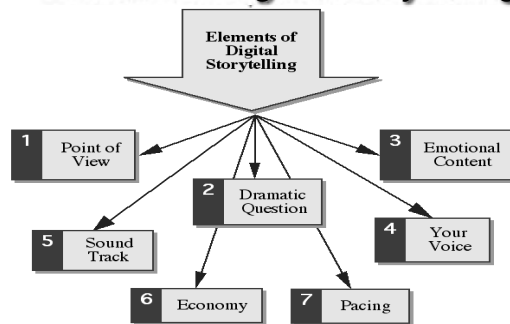 Elements of
Digital
Storytelling
1
Point of
View
2
Dramatic
Question
3
Emotional
Content
4
Your
Voice
5
Sound
Track
6
Economy
7
Pacing